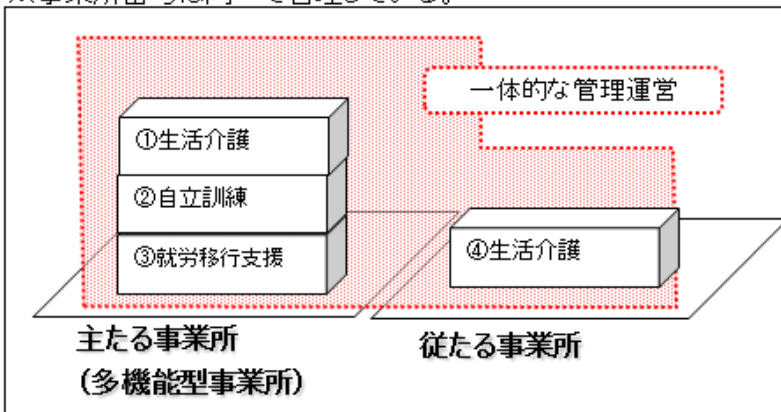 一体的な管理運営
①生活介護
②自立訓練
③就労移行支援
④生活介護
主たる事業所
（多機能型事業所）
従たる事業所